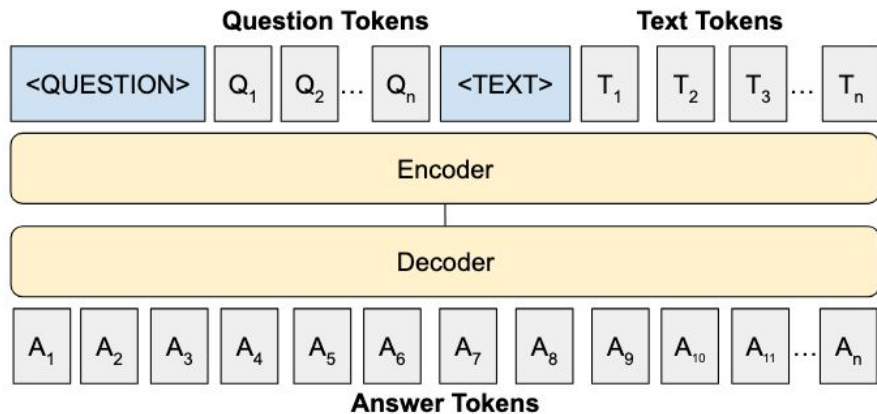 Question Tokens Text Tokens
<QUESTION> Q1 Q2 ... Qn <TEXT> T1 T2 T3 ... Tn
Encoder
Decoder
A1 A2 A3 A4 A5 A6 A7 A8 A9 A10 A11 ... An
Answer Tokens